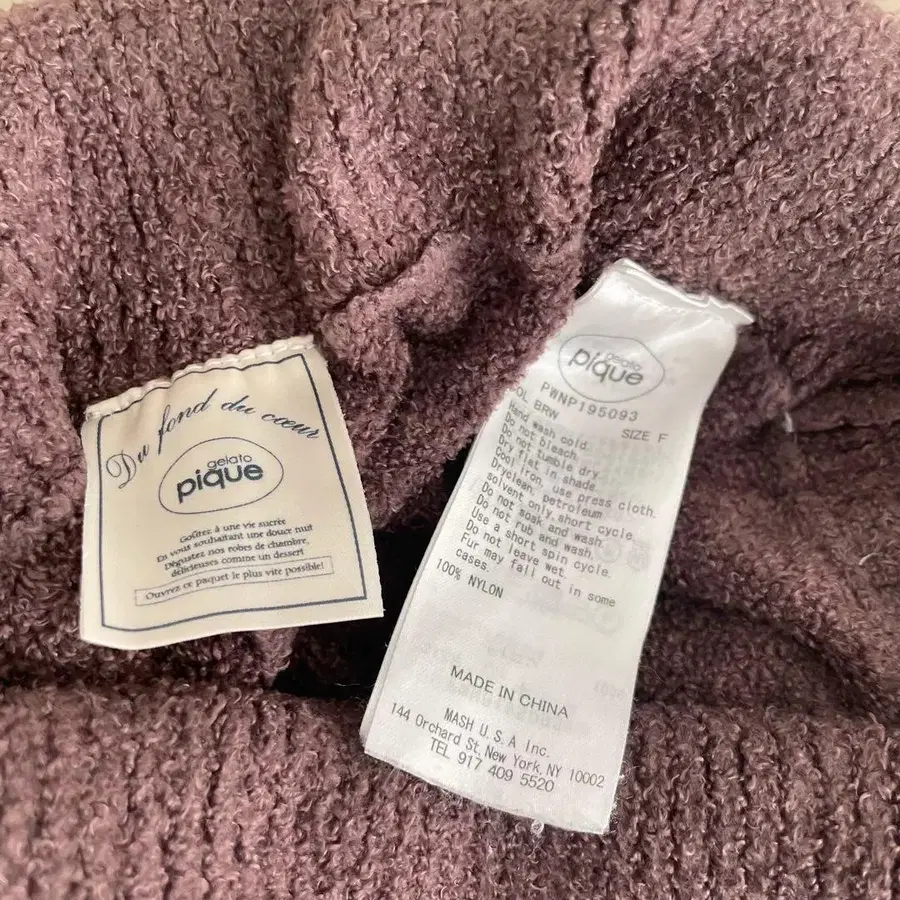 Du fond du cœur
gelato
pique
Goûtez à une vie sucrée
En vous souhaitant une douce nuit
Dégustez nos robes de chambre,
délicieuses comme un dessert
Ouvrez ce paquet le plus vite possible!
gelato
pique
PWNP195093
OL BRW SIZE F
Hand wash cold.
Do not bleach.
Do not tumble dry.
Dry flat in shade.
Cool iron, use press cloth.
Dryclean, petroleum
solvent only,short cycle.
Do not soak and wash.
Do not rub and wash.
Use a short spin cycle.
Do not leave wet.
Fur may fall out in some
cases.
100% NYLON
MADE IN CHINA
MASH U.S.A Inc.
144 Orchard St, New York, NY 10002
TEL 917 409 5520